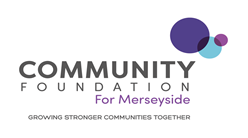 COMMUNITY
FOUNDATION
For Merseyside
GROWING STRONGER COMMUNITIES TOGETHER